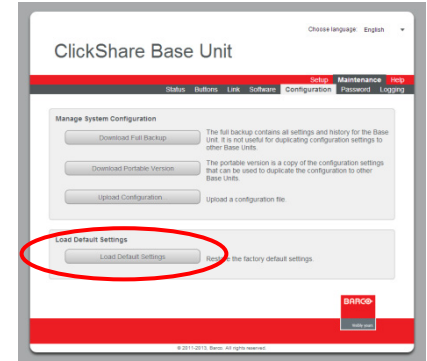 Choose language: English
ClickShare Base Unit
Setup Maintenance Help
Status Buttons Link Software Configuration Password Logging
Manage System Configuration
Download Full Backup
The full backup contains all settings and history for the Base
Unit. It is not useful for duplicating configuration settings to
other Base Units.
Download Portable Version
The portable version is a copy of the configuration settings
that can be used to duplicate the configuration to other
Base Units.
Upload Configuration
Upload a configuration file.
Load Default Settings
Load Default Settings
Restore the factory default settings.
BARCO
Visibly yours
© 2011-2013, Barco. All rights reserved.